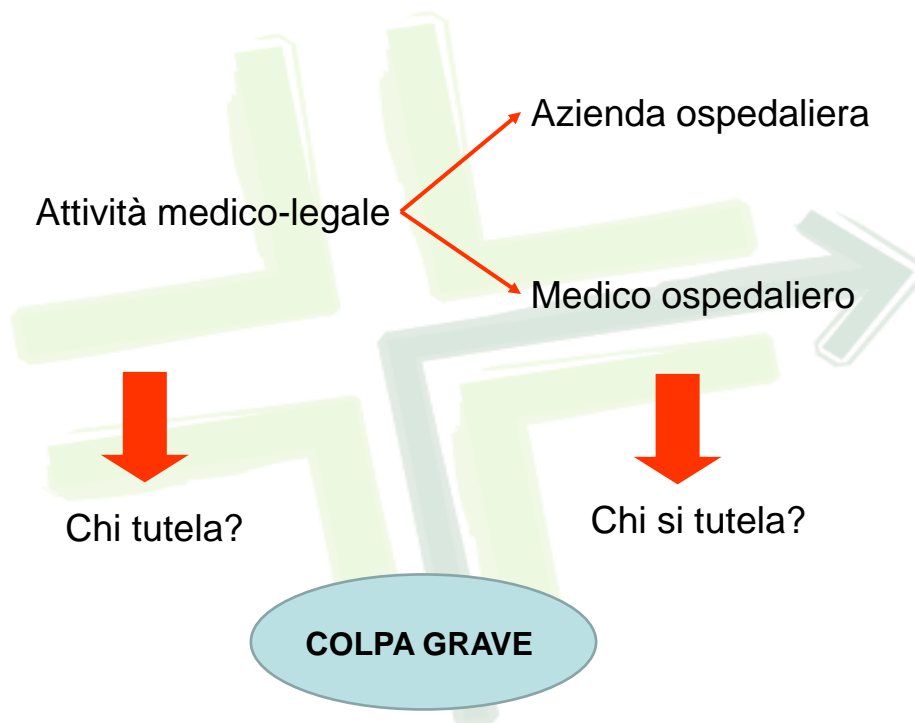 Azienda ospedaliera
Attività medico-legale
Medico ospedaliero
Chi tutela?
Chi si tutela?
COLPA GRAVE